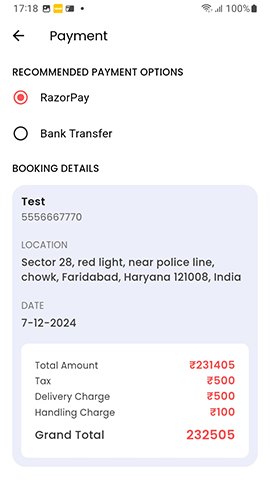 17:18
100%
Payment
RECOMMENDED PAYMENT OPTIONS
RazorPay
Bank Transfer
BOOKING DETAILS
Test
5556667770
LOCATION
Sector 28, red light, near police line,
chowk, Faridabad, Haryana 121008, India
DATE
7-12-2024
Total Amount ₹231405
Tax ₹500
Delivery Charge ₹500
Handling Charge ₹100
Grand Total 232505